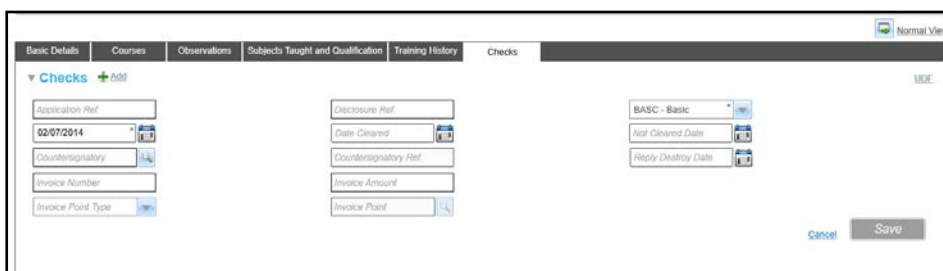 Normal Vie
Basic Details Courses Observations Subjects Taught and Qualification Training History Checks
Checks Add UDF
Application Ref. Disclosure Ref. BASC - Basic *
02/07/2014 * Date Cleared Not Cleared Date
Countersignatory Countersignatory Ref. Reply Destroy Date
Invoice Number Invoice Amount
Invoice Point Type Invoice Point
Cancel Save